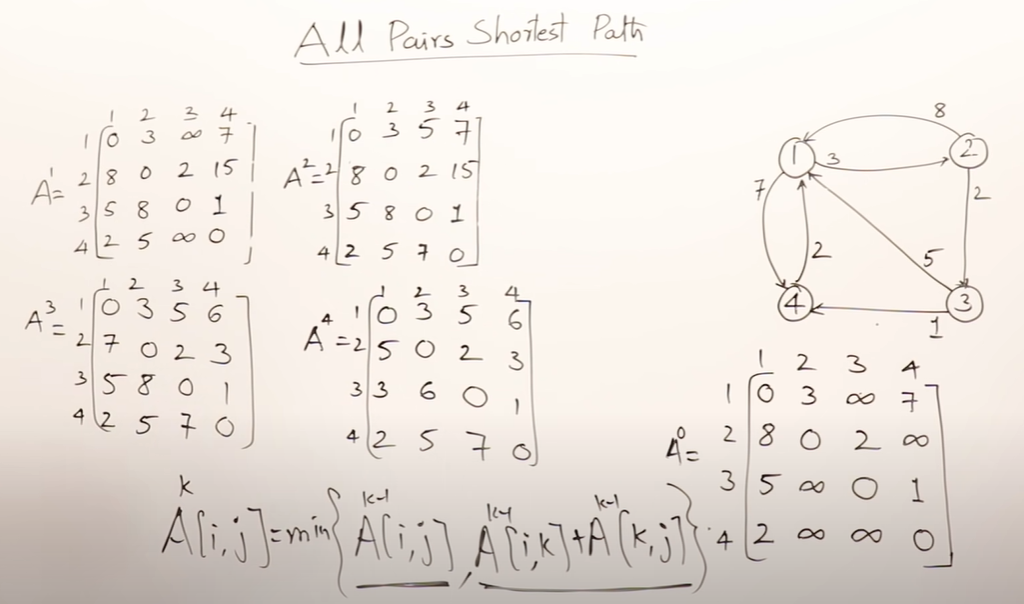 All Pairs Shortest Path
1 2 3 4
1 0 3 ∞ 7
A¹= 2 8 0 2 15
3 5 8 0 1
4 2 5 ∞ 0
1 2 3 4
1 0 3 5 7
A²= 2 8 0 2 15
3 5 8 0 1
4 2 5 7 0
1 2 3 4
1 0 3 5 6
A³= 2 7 0 2 3
3 5 8 0 1
4 2 5 7 0
1 2 3 4
1 0 3 5 6
A⁴= 2 5 0 2 3
3 3 6 0 1
4 2 5 7 0
8
1 3 2
7 2
2 5
4 3
1
1 2 3 4
1 0 3 ∞ 7
A⁰= 2 8 0 2 ∞
3 5 ∞ 0 1
4 2 ∞ ∞ 0
Aᵏ[i,j]=min{Aᵏ⁻¹[i,j], Aᵏ⁻¹[i,k]+Aᵏ⁻¹[k,j]}